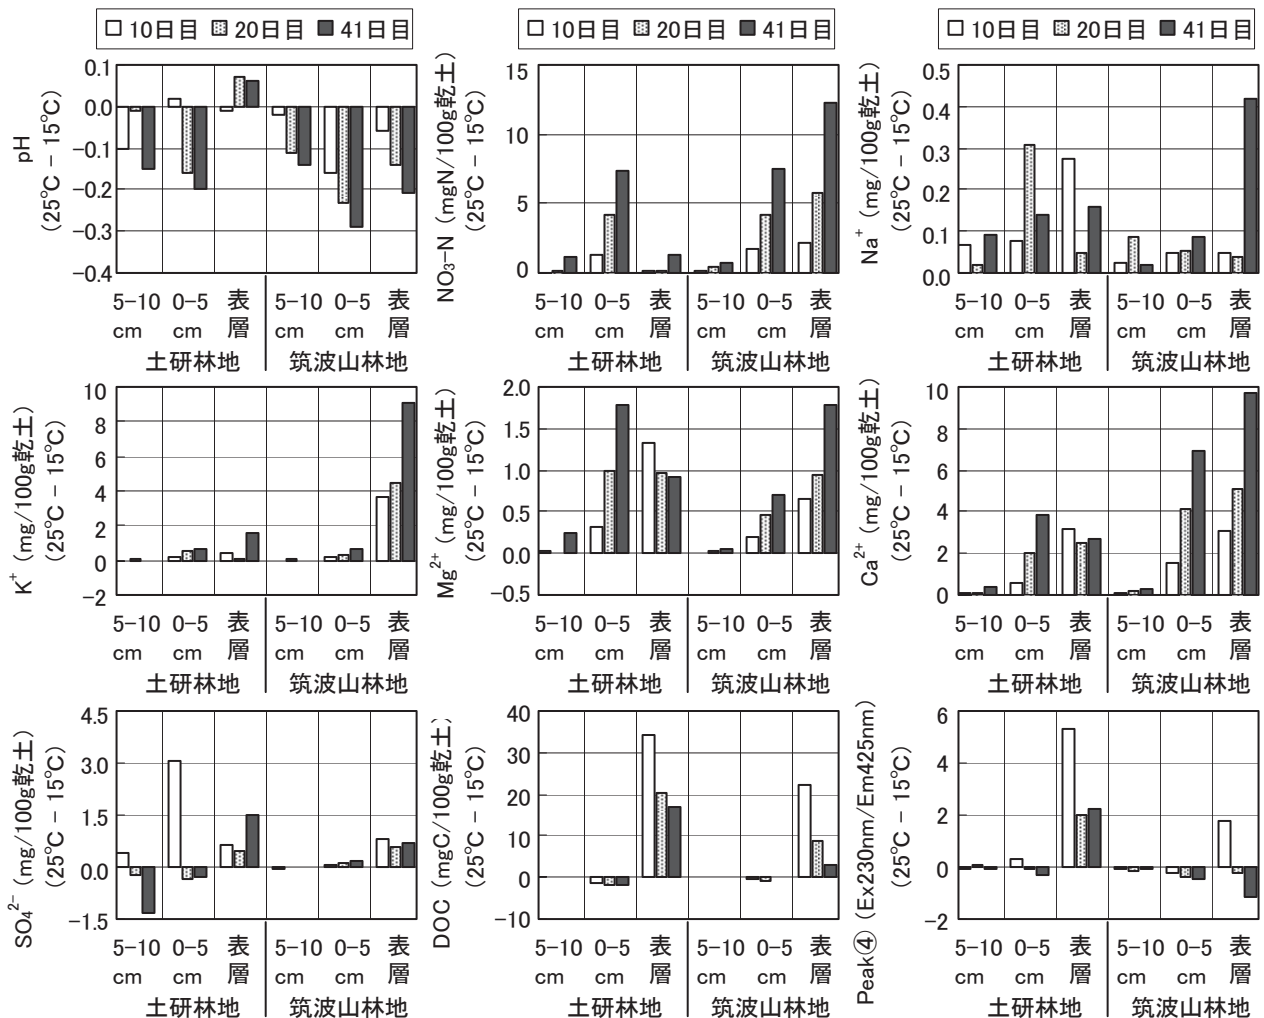 10日目 20日目 41日目
10日目 20日目 41日目
10日目 20日目 41日目
pH
(25℃ − 15℃)
0.1
0.0
−0.1
−0.2
−0.3
−0.4
5−10 cm
0−5 cm
表層
5−10 cm
0−5 cm
表層
土研林地
筑波山林地
NO₃−N (mgN/100g乾土)
(25℃ − 15℃)
15
10
5
0
5−10 cm
0−5 cm
表層
5−10 cm
0−5 cm
表層
土研林地
筑波山林地
Na⁺ (mg/100g乾土)
(25℃ − 15℃)
0.5
0.4
0.3
0.2
0.1
0.0
5−10 cm
0−5 cm
表層
5−10 cm
0−5 cm
表層
土研林地
筑波山林地
K⁺ (mg/100g乾土)
(25℃ − 15℃)
10
8
6
4
2
0
−2
5−10 cm
0−5 cm
表層
5−10 cm
0−5 cm
表層
土研林地
筑波山林地
Mg²⁺ (mg/100g乾土)
(25℃ − 15℃)
2.0
1.5
1.0
0.5
0.0
−0.5
5−10 cm
0−5 cm
表層
5−10 cm
0−5 cm
表層
土研林地
筑波山林地
Ca²⁺ (mg/100g乾土)
(25℃ − 15℃)
10
8
6
4
2
0
5−10 cm
0−5 cm
表層
5−10 cm
0−5 cm
表層
土研林地
筑波山林地
SO₄²⁻ (mg/100g乾土)
(25℃ − 15℃)
4.5
3.0
1.5
0.0
−1.5
5−10 cm
0−5 cm
表層
5−10 cm
0−5 cm
表層
土研林地
筑波山林地
DOC (mgC/100g乾土)
(25℃ − 15℃)
40
30
20
10
0
−10
5−10 cm
0−5 cm
表層
5−10 cm
0−5 cm
表層
土研林地
筑波山林地
Peak④ (Ex230nm/Em425nm)
(25℃ − 15℃)
6
4
2
0
−2
5−10 cm
0−5 cm
表層
5−10 cm
0−5 cm
表層
土研林地
筑波山林地